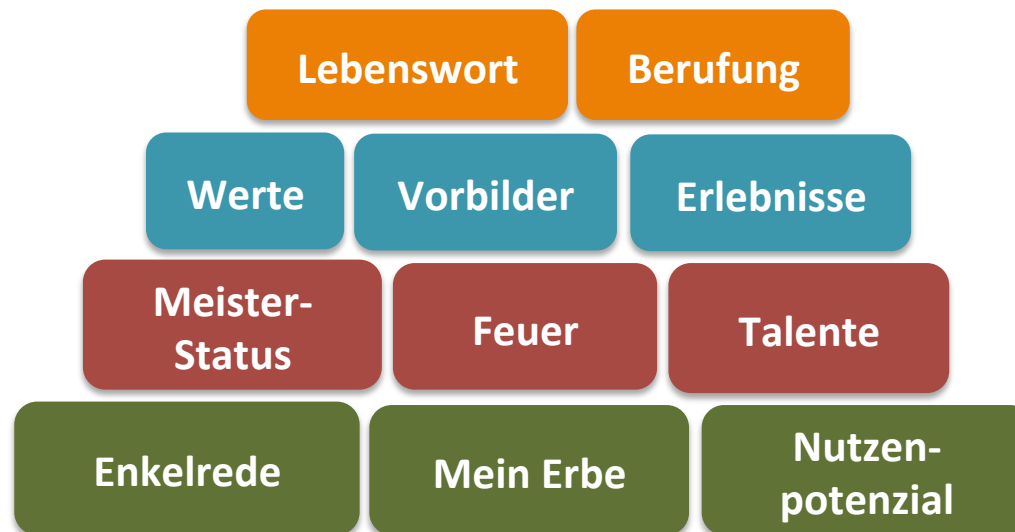 Lebenswort
Berufung
Werte
Vorbilder
Erlebnisse
Meister-
Status
Feuer
Talente
Enkelrede
Mein Erbe
Nutzen-
potenzial